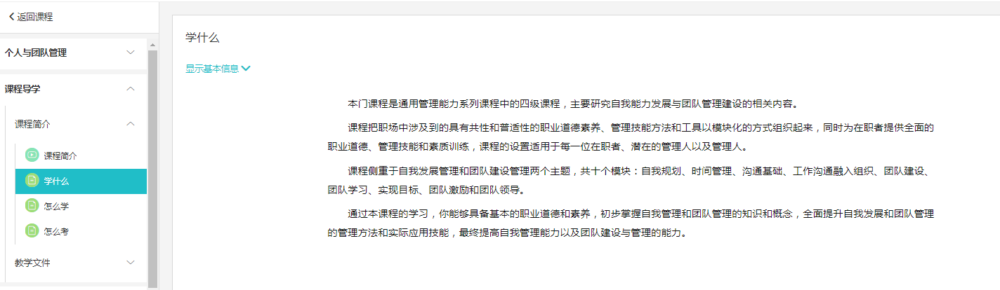 返回课程
个人与团队管理
课程导学
课程简介
课程简介
学什么
怎么学
怎么考
教学文件
学什么
显示基本信息
本门课程是通用管理能力系列课程中的四级课程，主要研究自我能力发展与团队管理建设的相关内容。
课程把职场中涉及到的具有共性和普适性的职业道德素养、管理技能方法和工具以模块化的方式组织起来，同时为在职者提供全面的
职业道德、管理技能和素质训练，课程的设置适用于每一位在职者、潜在的管理人以及管理人。
课程侧重于自我发展管理和团队建设管理两个主题，共十个模块：自我规划、时间管理、沟通基础、工作沟通融入组织、团队建设、
团队学习、实现目标、团队激励和团队领导。
通过本课程的学习，你能够具备基本的职业道德和素养，初步掌握自我管理和团队管理的知识和概念，全面提升自我发展和团队管理
的管理方法和实际应用技能，最终提高自我管理能力以及团队建设与管理的能力。